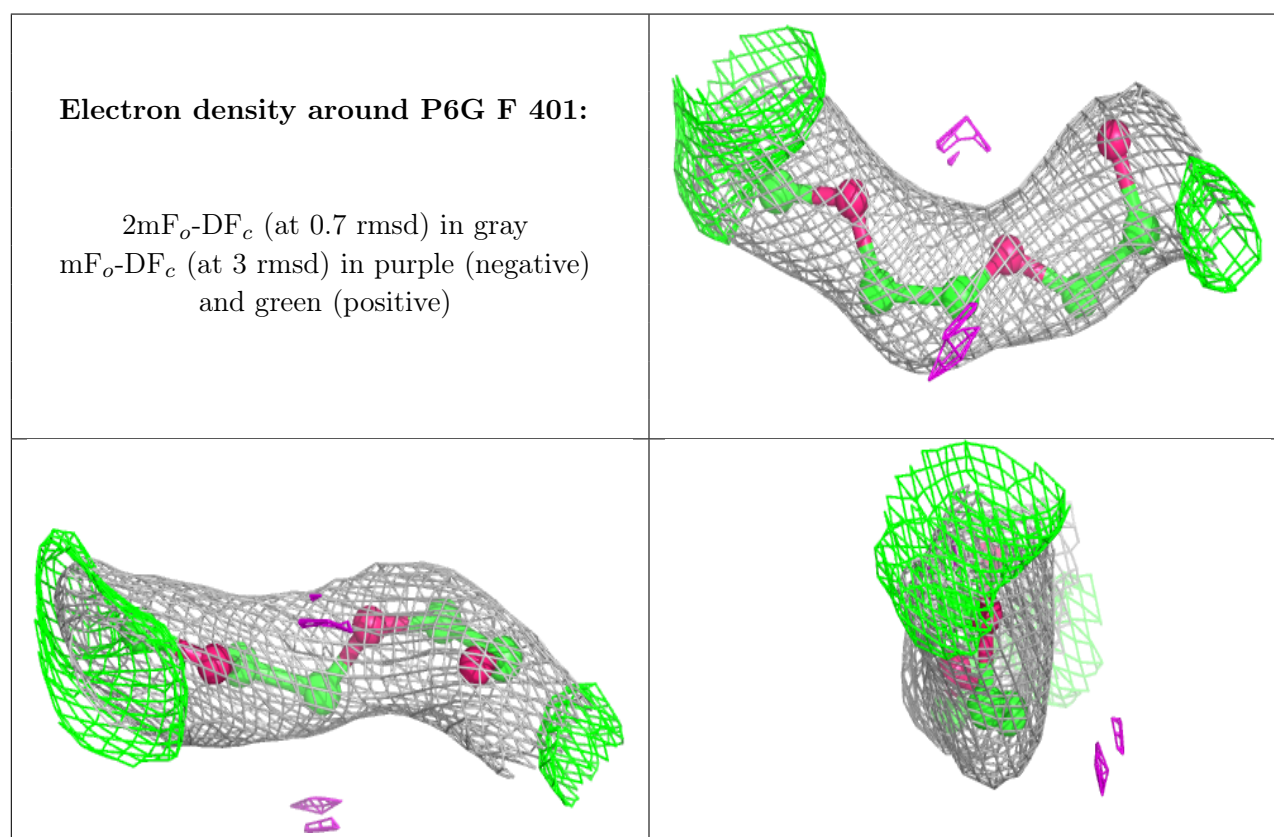 Electron density around P6G F 401:
2mFo-DFc (at 0.7 rmsd) in gray
mFo-DFc (at 3 rmsd) in purple (negative)
and green (positive)